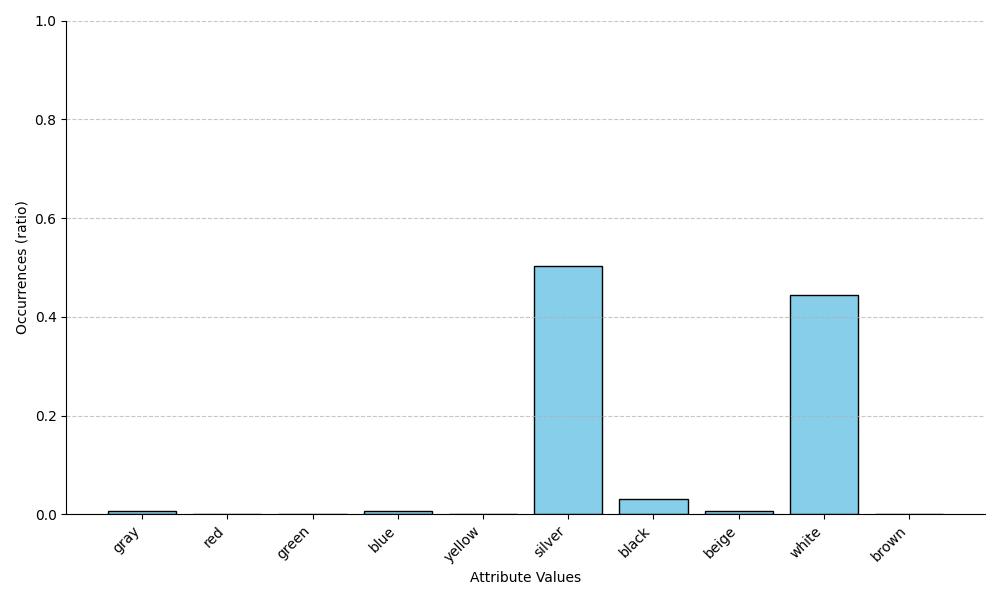 1.0
0.8
0.6
0.4
0.2
0.0
Occurrences (ratio)
gray red green blue yellow silver black beige white brown
Attribute Values